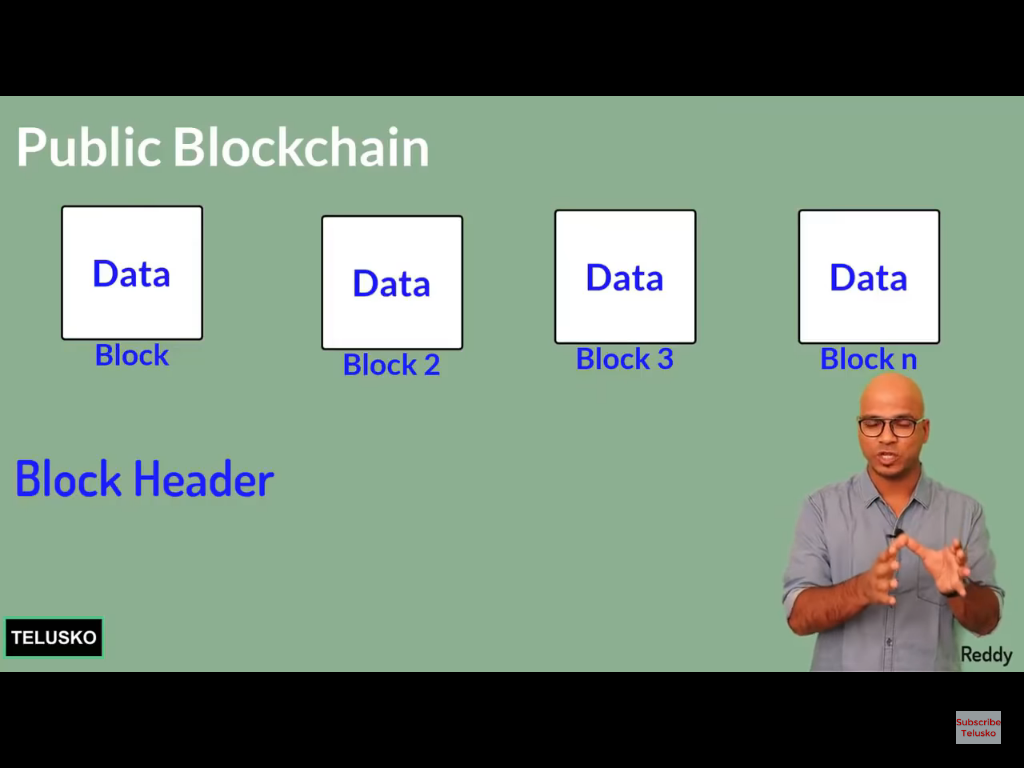 Public Blockchain
Data
Data
Data
Data
Block
Block 2
Block 3
Block n
Block Header
TELUSKO
Reddy
Subscribe
Telusko